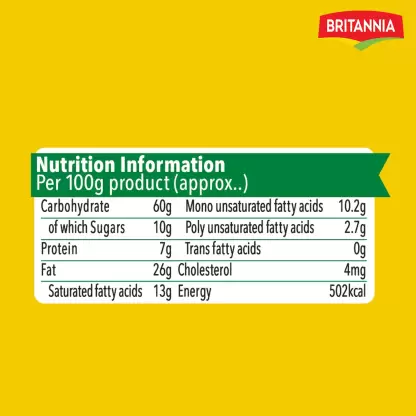 BRITANNIA
Nutrition Information
Per 100g product (approx..)
Carbohydrate 60g Mono unsaturated fatty acids 10.2g
of which Sugars 10g Poly unsaturated fatty acids 2.7g
Protein 7g Trans fatty acids 0g
Fat 26g Cholesterol 4mg
Saturated fatty acids 13g Energy 502kcal